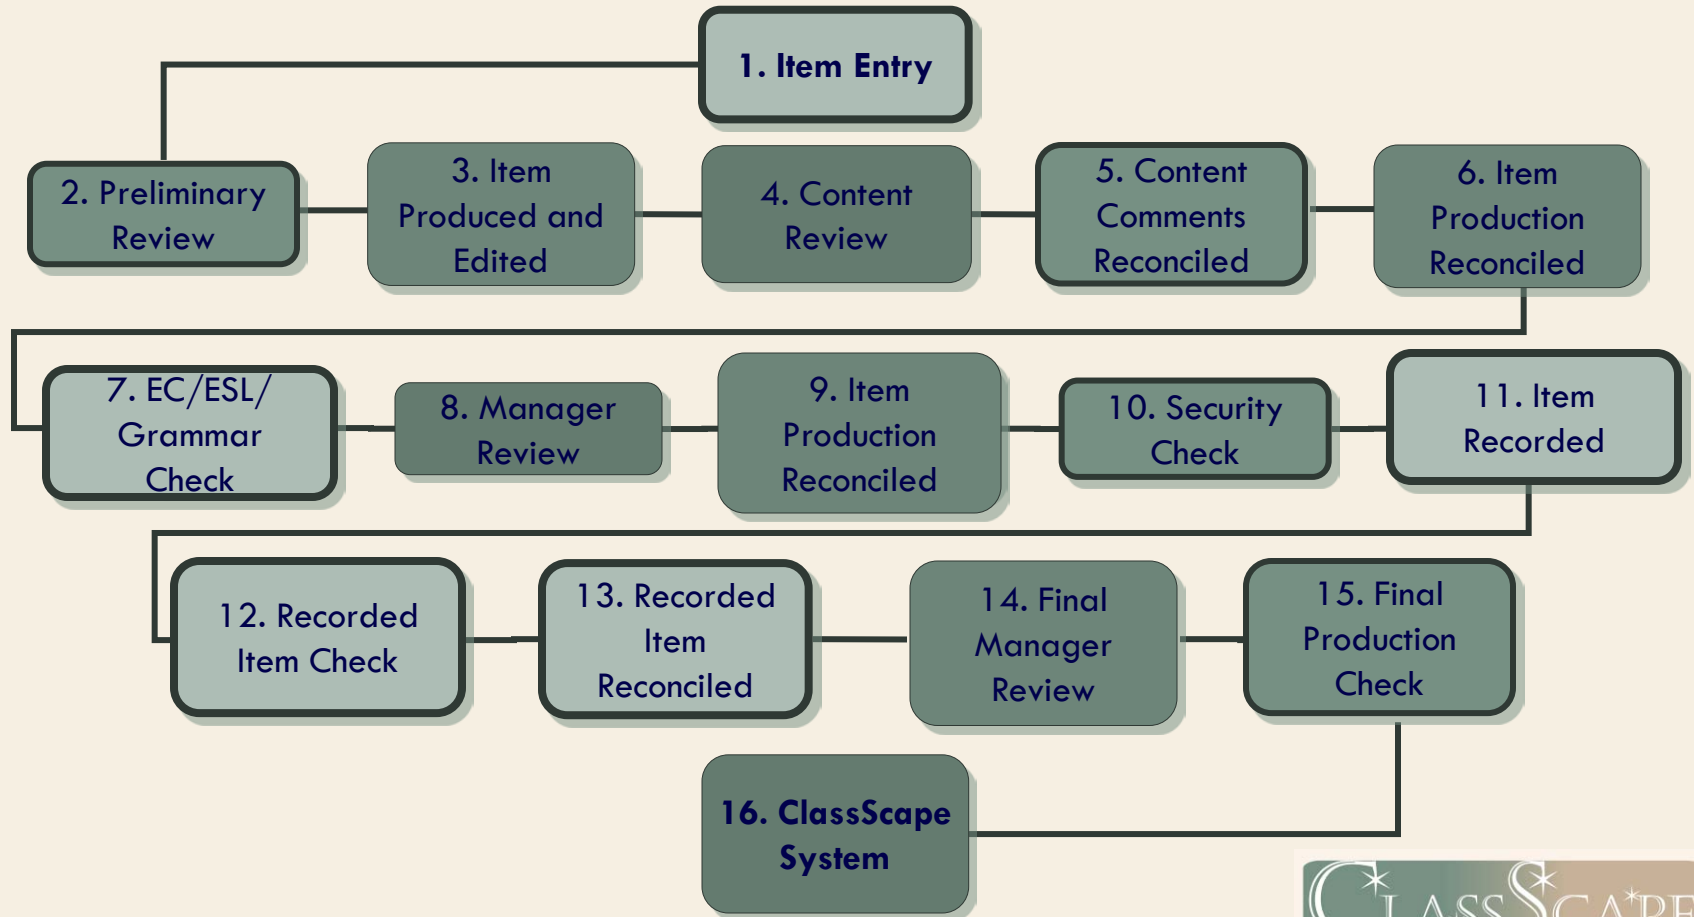 1. Item Entry
2. Preliminary
Review
3. Item
Produced and
Edited
4. Content
Review
5. Content
Comments
Reconciled
6. Item
Production
Reconciled
7. EC/ESL/
Grammar
Check
8. Manager
Review
9. Item
Production
Reconciled
10. Security
Check
11. Item
Recorded
12. Recorded
Item Check
13. Recorded
Item
Reconciled
14. Final
Manager
Review
15. Final
Production
Check
16. ClassScape
System
CLASSSCAPE